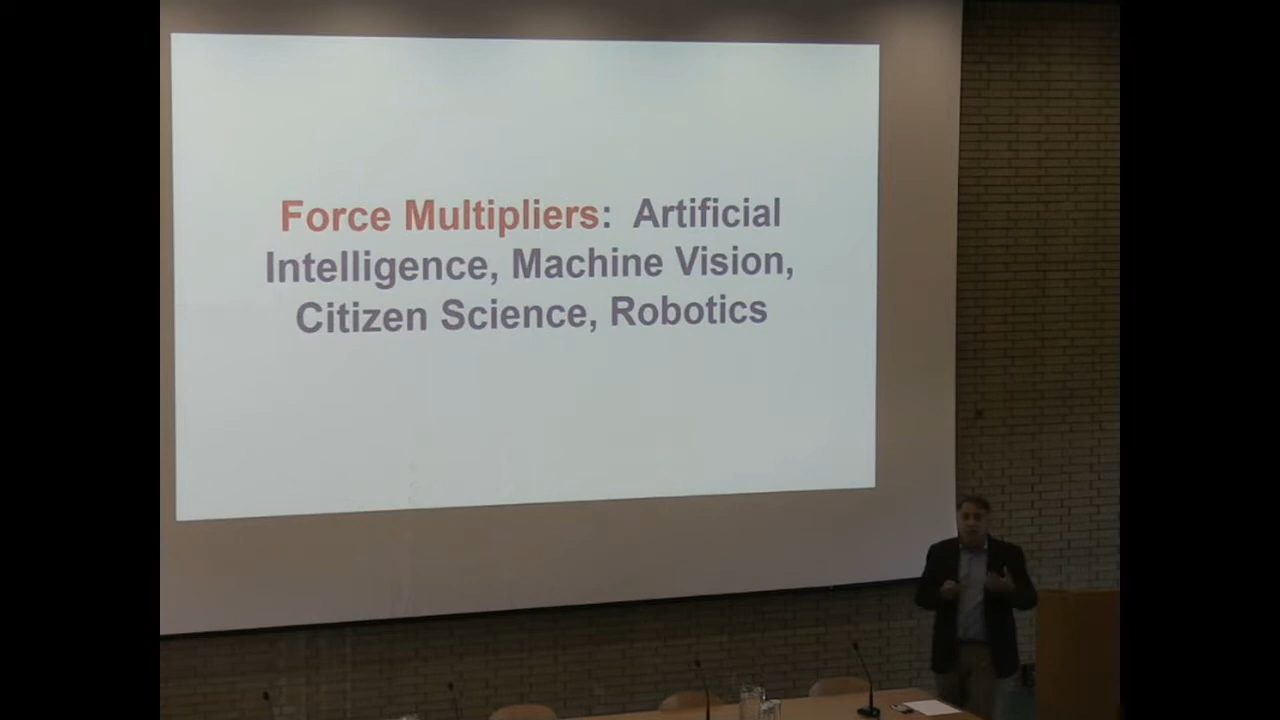 Force Multipliers: Artificial
Intelligence, Machine Vision,
Citizen Science, Robotics